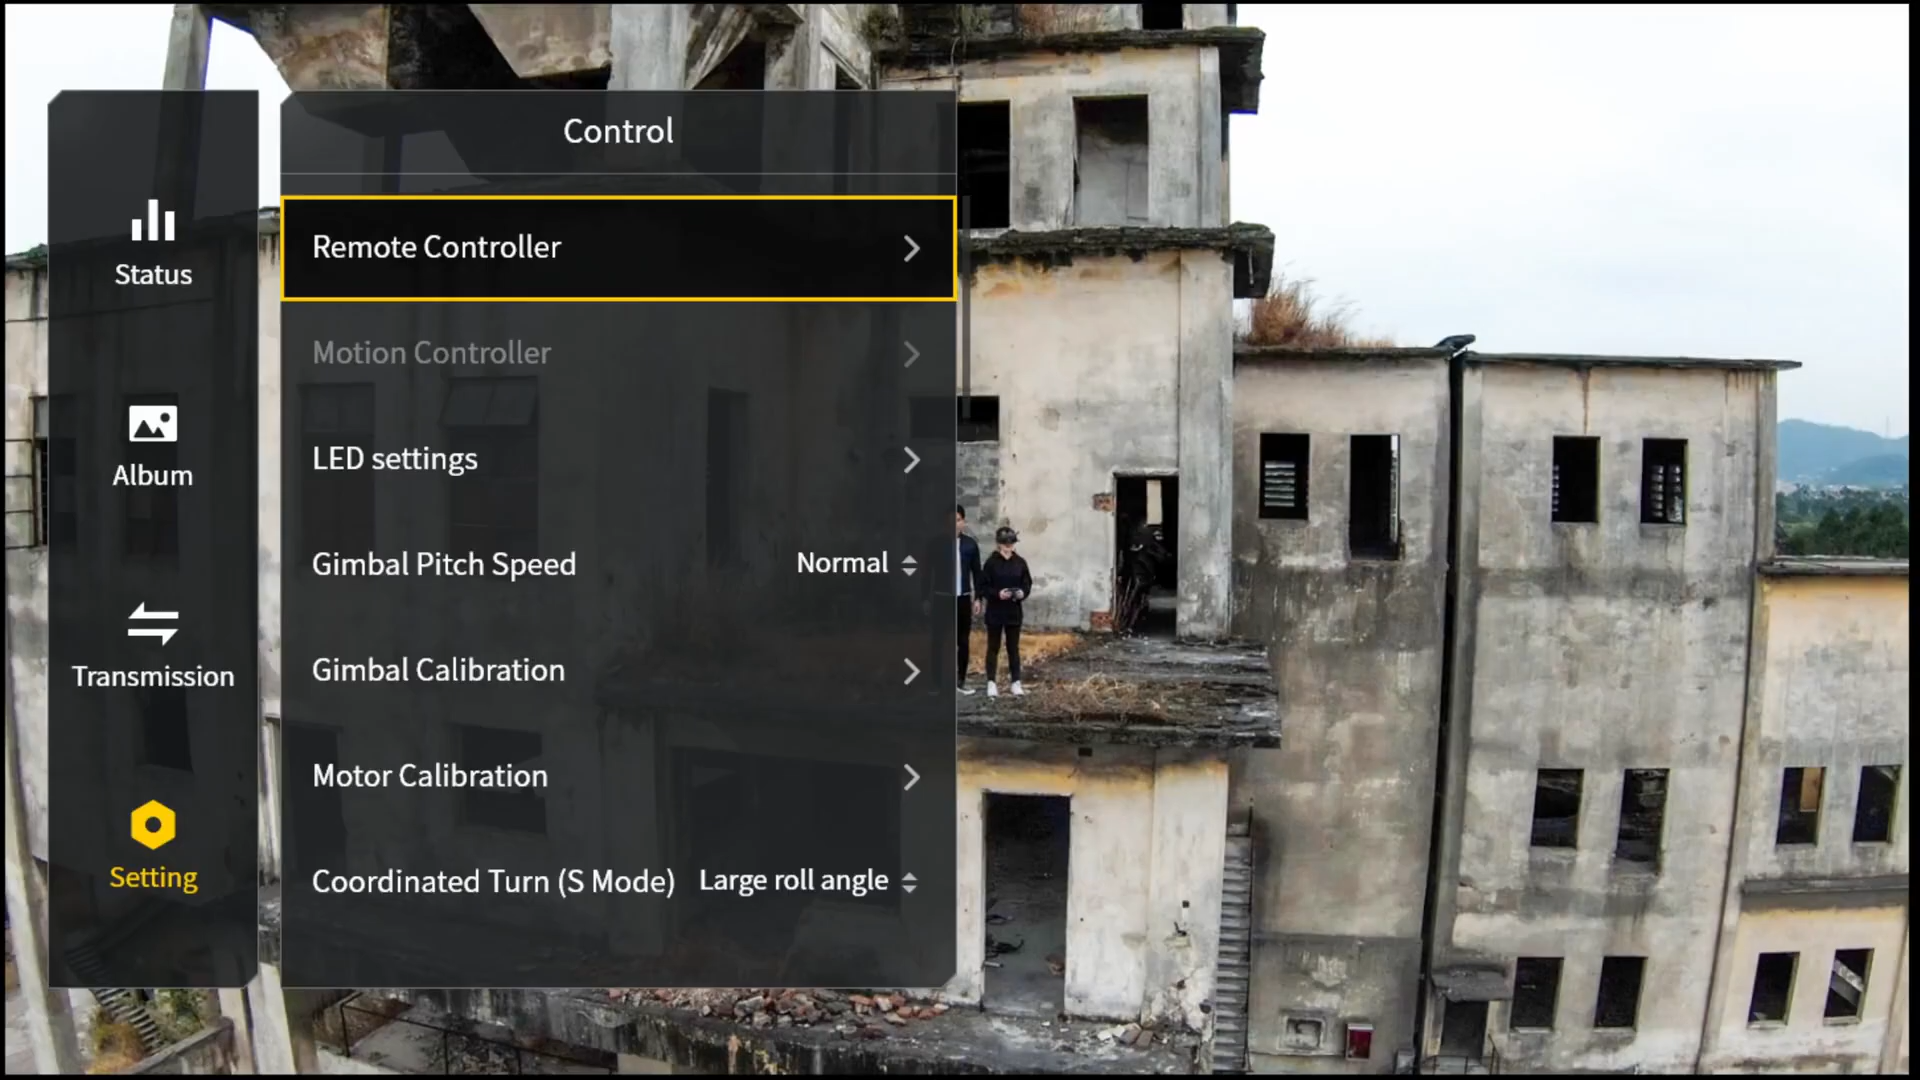 Control
Status
Album
Transmission
Setting
Remote Controller
Motion Controller
LED settings
Gimbal Pitch Speed Normal
Gimbal Calibration
Motor Calibration
Coordinated Turn (S Mode) Large roll angle